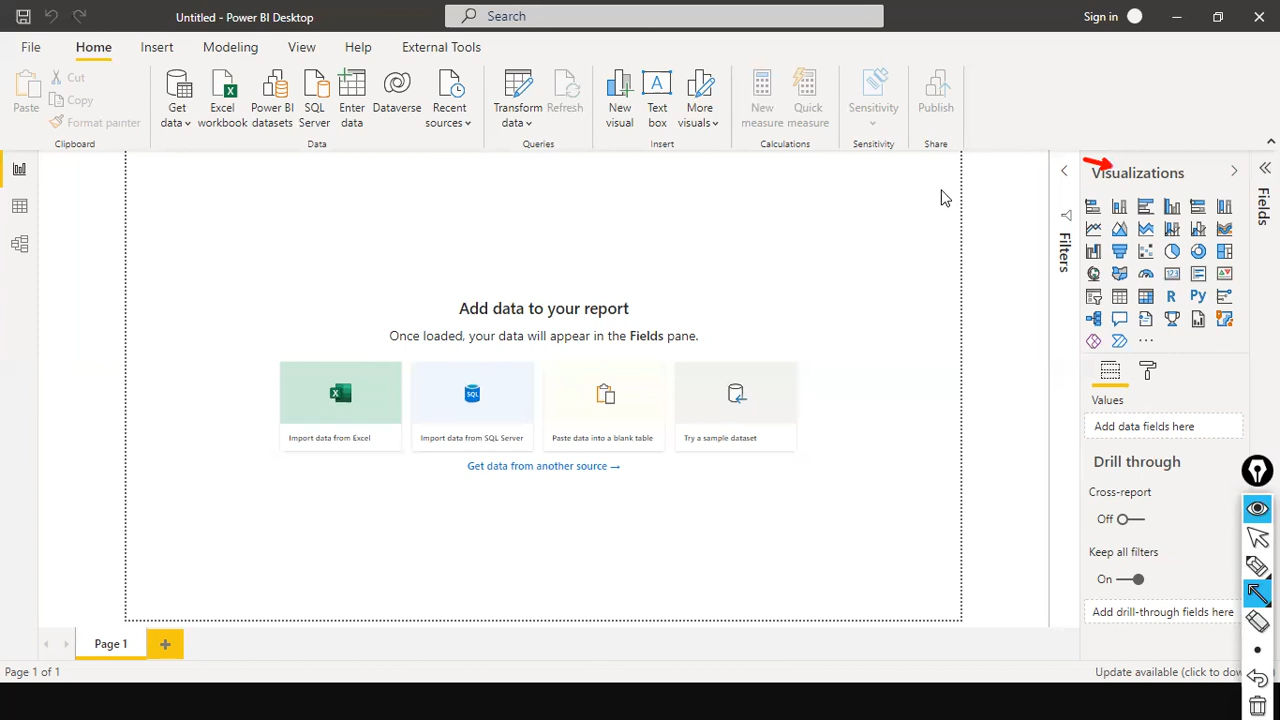 Untitled - Power BI Desktop
Search
Sign in
File Home Insert Modeling View Help External Tools
Paste
Cut
Copy
Format painter
Clipboard
Get data
Excel workbook
Power BI datasets
SQL Server
Enter data
Dataverse
Recent sources
Data
Transform data
Refresh
Queries
New visual
Text box
More visuals
Insert
New measure
Quick measure
Calculations
Sensitivity
Sensitivity
Publish
Share
Filters
Visualizations
Fields
Add data to your report
Once loaded, your data will appear in the Fields pane.
Import data from Excel
Import data from SQL Server
Paste data into a blank table
Try a sample dataset
Get data from another source →
R
Py
Values
Add data fields here
Drill through
Cross-report
Off
Keep all filters
On
Add drill-through fields here
Page 1
Page 1 of 1
Update available (click to dow